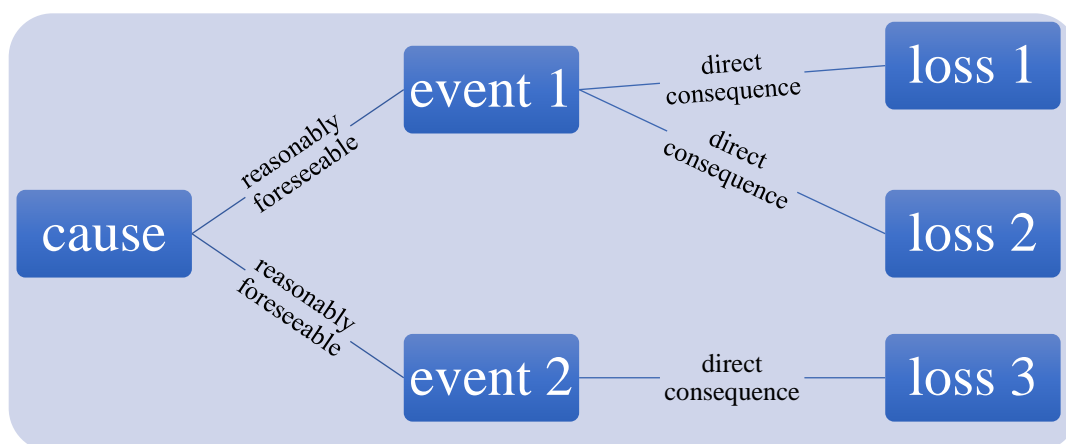 cause
reasonably
foreseeable
event 1
direct
consequence
loss 1
direct
consequence
loss 2
reasonably
foreseeable
event 2
direct
consequence
loss 3